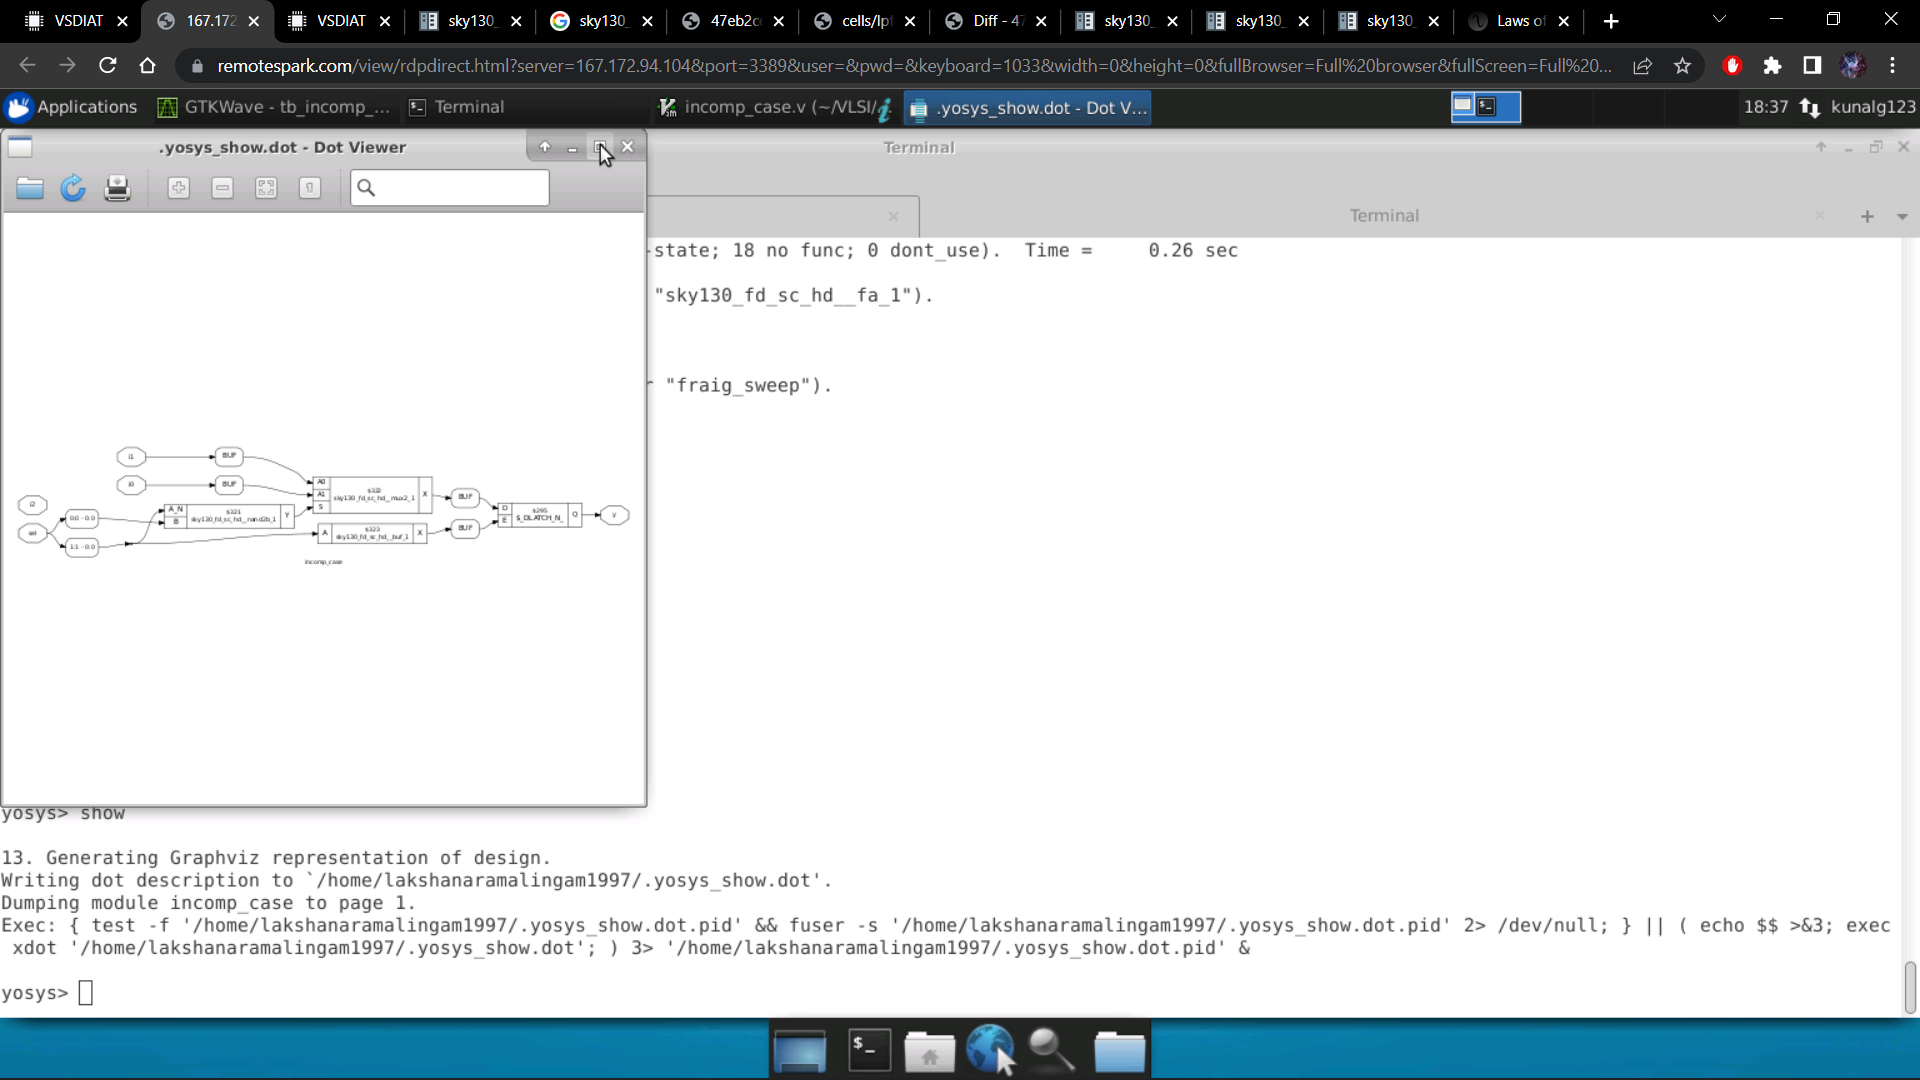 VSDIAT
167.172
VSDIAT
sky130_
sky130_
47eb2c
cells/lpf
Diff - 47
sky130_
sky130_
sky130_
Laws of
remotespark.com/view/rdpdirect.html?server=167.172.94.104&port=3389&user=&pwd=&keyboard=1033&width=0&height=0&fullBrowser=Full%20browser&fullScreen=Full%20...
Applications
GTKWave - tb_incomp_...
Terminal
incomp_case.v (~/VLSI/
.yosys_show.dot - Dot V...
18:37
kunalg123
.yosys_show.dot - Dot Viewer
Terminal
Terminal
-state; 18 no func; 0 dont_use).  Time =     0.26 sec
"sky130_fd_sc_hd__fa_1").
r "fraig_sweep").
i1
BUF
i0
BUF
i2
sel
0:0 - 0:0
1:1 - 0:0
A_N
B
$321
sky130_fd_sc_hd__nand2b_1
Y
A0
A1
S
$322
sky130_fd_sc_hd__mux2_1
X
A
$323
sky130_fd_sc_hd__buf_1
X
BUF
BUF
D
E
$295
$_DLATCH_N_
Q
y
incomp_case
yosys> show
13. Generating Graphviz representation of design.
Writing dot description to `/home/lakshanaramalingam1997/.yosys_show.dot'.
Dumping module incomp_case to page 1.
Exec: { test -f '/home/lakshanaramalingam1997/.yosys_show.dot.pid' && fuser -s '/home/lakshanaramalingam1997/.yosys_show.dot.pid' 2> /dev/null; } || ( echo $$ >&3; exec
xdot '/home/lakshanaramalingam1997/.yosys_show.dot'; ) 3> '/home/lakshanaramalingam1997/.yosys_show.dot.pid' &
yosys>